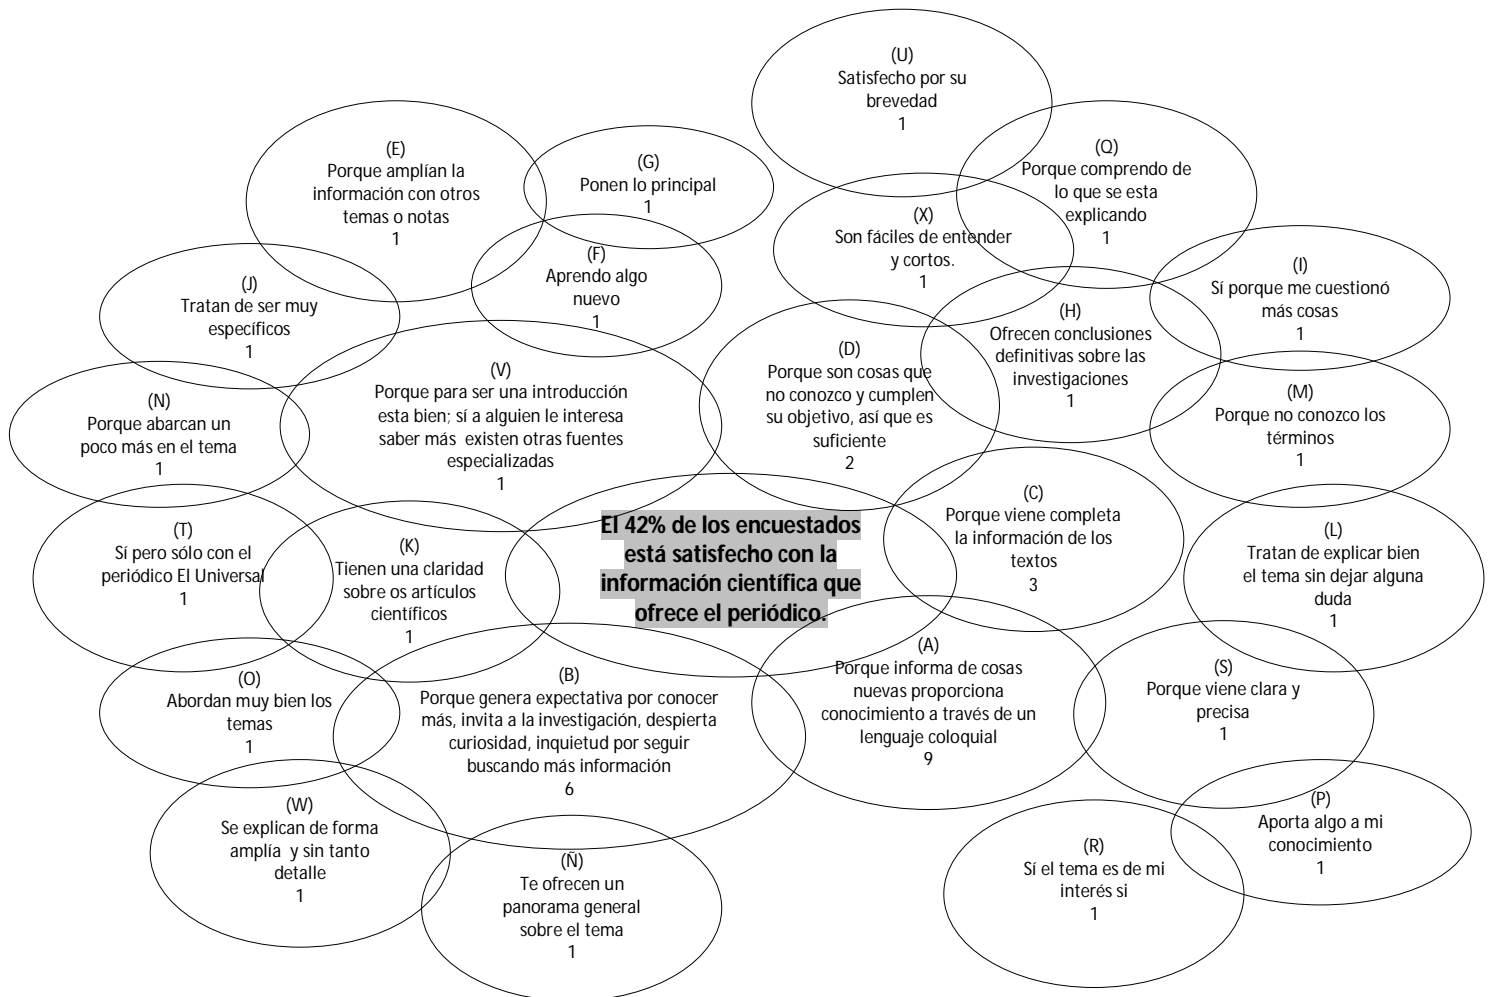 (U)
Satisfecho por su
brevedad
1
(E)
Porque amplían la
información con otros
temas o notas
1
(G)
Ponen lo principal
1
(Q)
Porque comprendo de
lo que se esta
explicando
1
(X)
Son fáciles de entender
y cortos.
1
(F)
Aprendo algo
nuevo
1
(J)
Tratan de ser muy
específicos
1
(I)
Sí porque me cuestionó
más cosas
1
(H)
Ofrecen conclusiones
definitivas sobre las
investigaciones
1
(D)
Porque son cosas que
no conozco y cumplen
su objetivo, así que es
suficiente
2
(V)
Porque para ser una introducción
esta bien; sí a alguien le interesa
saber más existen otras fuentes
especializadas
1
(N)
Porque abarcan un
poco más en el tema
1
(M)
Porque no conozco los
términos
1
(C)
Porque viene completa
la información de los
textos
3
El 42% de los encuestados
está satisfecho con la
información científica que
ofrece el periódico.
(T)
Sí pero sólo con el
periódico El Universal
1
(K)
Tienen una claridad
sobre os artículos
científicos
1
(L)
Tratan de explicar bien
el tema sin dejar alguna
duda
1
(A)
Porque informa de cosas
nuevas proporciona
conocimiento a través de un
lenguaje coloquial
9
(B)
Porque genera expectativa por conocer
más, invita a la investigación, despierta
curiosidad, inquietud por seguir
buscando más información
6
(O)
Abordan muy bien los
temas
1
(S)
Porque viene clara y
precisa
1
(W)
Se explican de forma
amplía y sin tanto
detalle
1
(Ñ)
Te ofrecen un
panorama general
sobre el tema
1
(R)
Sí el tema es de mi
interés si
1
(P)
Aporta algo a mi
conocimiento
1